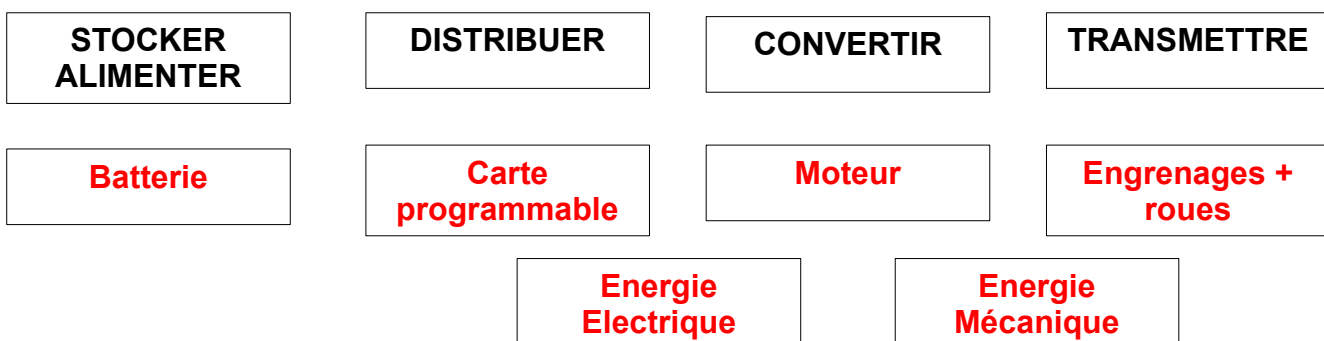 STOCKER
ALIMENTER
DISTRIBUER
CONVERTIR
TRANSMETTRE
Batterie
Carte
programmable
Moteur
Engrenages +
roues
Energie
Electrique
Energie
Mécanique